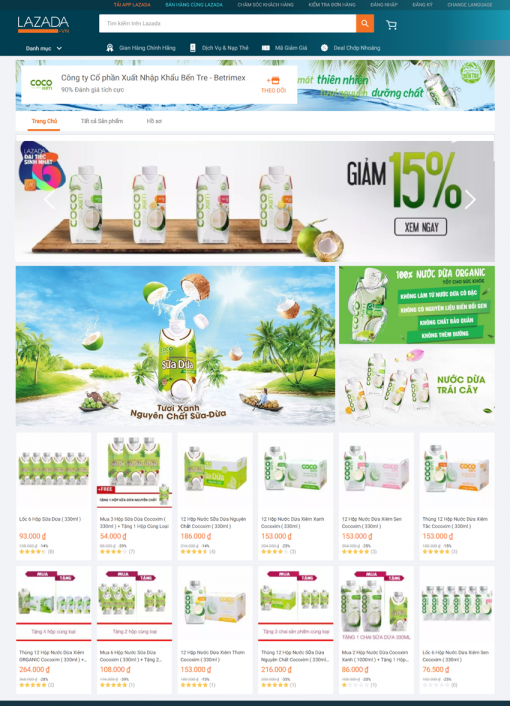 TẢI APP LAZADA
BÁN HÀNG CÙNG LAZADA
CHĂM SÓC KHÁCH HÀNG
KIỂM TRA ĐƠN HÀNG
ĐĂNG NHẬP
ĐĂNG KÝ
CHANGE LANGUAGE
LAZADA
Tìm kiếm trên Lazada
Danh mục
Gian Hàng Chính Hãng
Dịch Vụ & Nạp Thẻ
Mã Giảm Giá
Deal Chớp Nhoáng
COCO
Công ty Cổ phần Xuất Nhập Khẩu Bến Tre - Betrimex
90% Đánh giá tích cực
THEO DÕI
mát thiên nhiên
dưỡng chất
Trang Chủ
Tất cả Sản phẩm
Hồ sơ
LAZADA
ĐẠI TIỆC
SINH NHẬT
GIẢM 15%
XEM NGAY
Sữa Dừa
Tươi Xanh
Nguyên Chất Sữa-Dừa
100% NƯỚC DỪA ORGANIC
TỐT CHO SỨC KHỎE
KHÔNG LÀM TỪ NƯỚC DỪA CÔ ĐẶC
KHÔNG CÓ NGUYÊN LIỆU BIẾN ĐỔI GEN
KHÔNG CHẤT BẢO QUẢN
KHÔNG THÊM ĐƯỜNG
NƯỚC DỪA
TRÁI CÂY
+FREE
Lốc 6 Hộp Sữa Dừa ( 330ml )
93.000 ₫
-14%
(8)
Mua 3 Hộp Sữa Dừa Cocoxim (
330ml ) + Tặng 1 Hộp Cùng Loại
54.000 ₫
(7)
12 Hộp Nước Sữa Dừa Nguyên
Chất Cocoxim ( 330ml )
186.000 ₫
-14%
12 Hộp Nước Dừa Xiêm Xanh
Cocoxim ( 330ml )
153.000 ₫
12 Hộp Nước Dừa Xiêm Sen
Cocoxim ( 330ml )
153.000 ₫
Thùng 12 Hộp Nước Dừa Xiêm
Tắc Cocoxim ( 330ml )
153.000 ₫
MUA TẶNG
Tặng 4 hộp cùng loại
Thùng 12 Hộp Nước Dừa Xiêm
ORGANIC Cocoxim ( 330ml ) +...
264.000 ₫
-28%
MUA TẶNG
Tặng 2 hộp cùng loại
Mua 6 Hộp Nước Sữa Dừa
Cocoxim ( 330ml ) + Tặng 2...
108.000 ₫
(1)
12 Hộp Nước Dừa Xiêm Thơm
Cocoxim ( 330ml )
153.000 ₫
(1)
MUA TẶNG
Tặng 3 chai sản phẩm cùng loại
Thùng 12 Hộp Nước Sữa Dừa
Nguyên Chất Cocoxim ( 330ml...
216.000 ₫
(1)
MUA TẶNG
TẶNG 1 CHAI SỮA DỪA 330ML
Mua 2 Hộp Nước Dừa Cocoxim
Xanh ( 1000ml ) + Tặng 1 Hộp...
86.000 ₫
Lốc 6 Hộp Nước Dừa Xiêm Sen
Cocoxim ( 330ml )
76.500 ₫
(0)